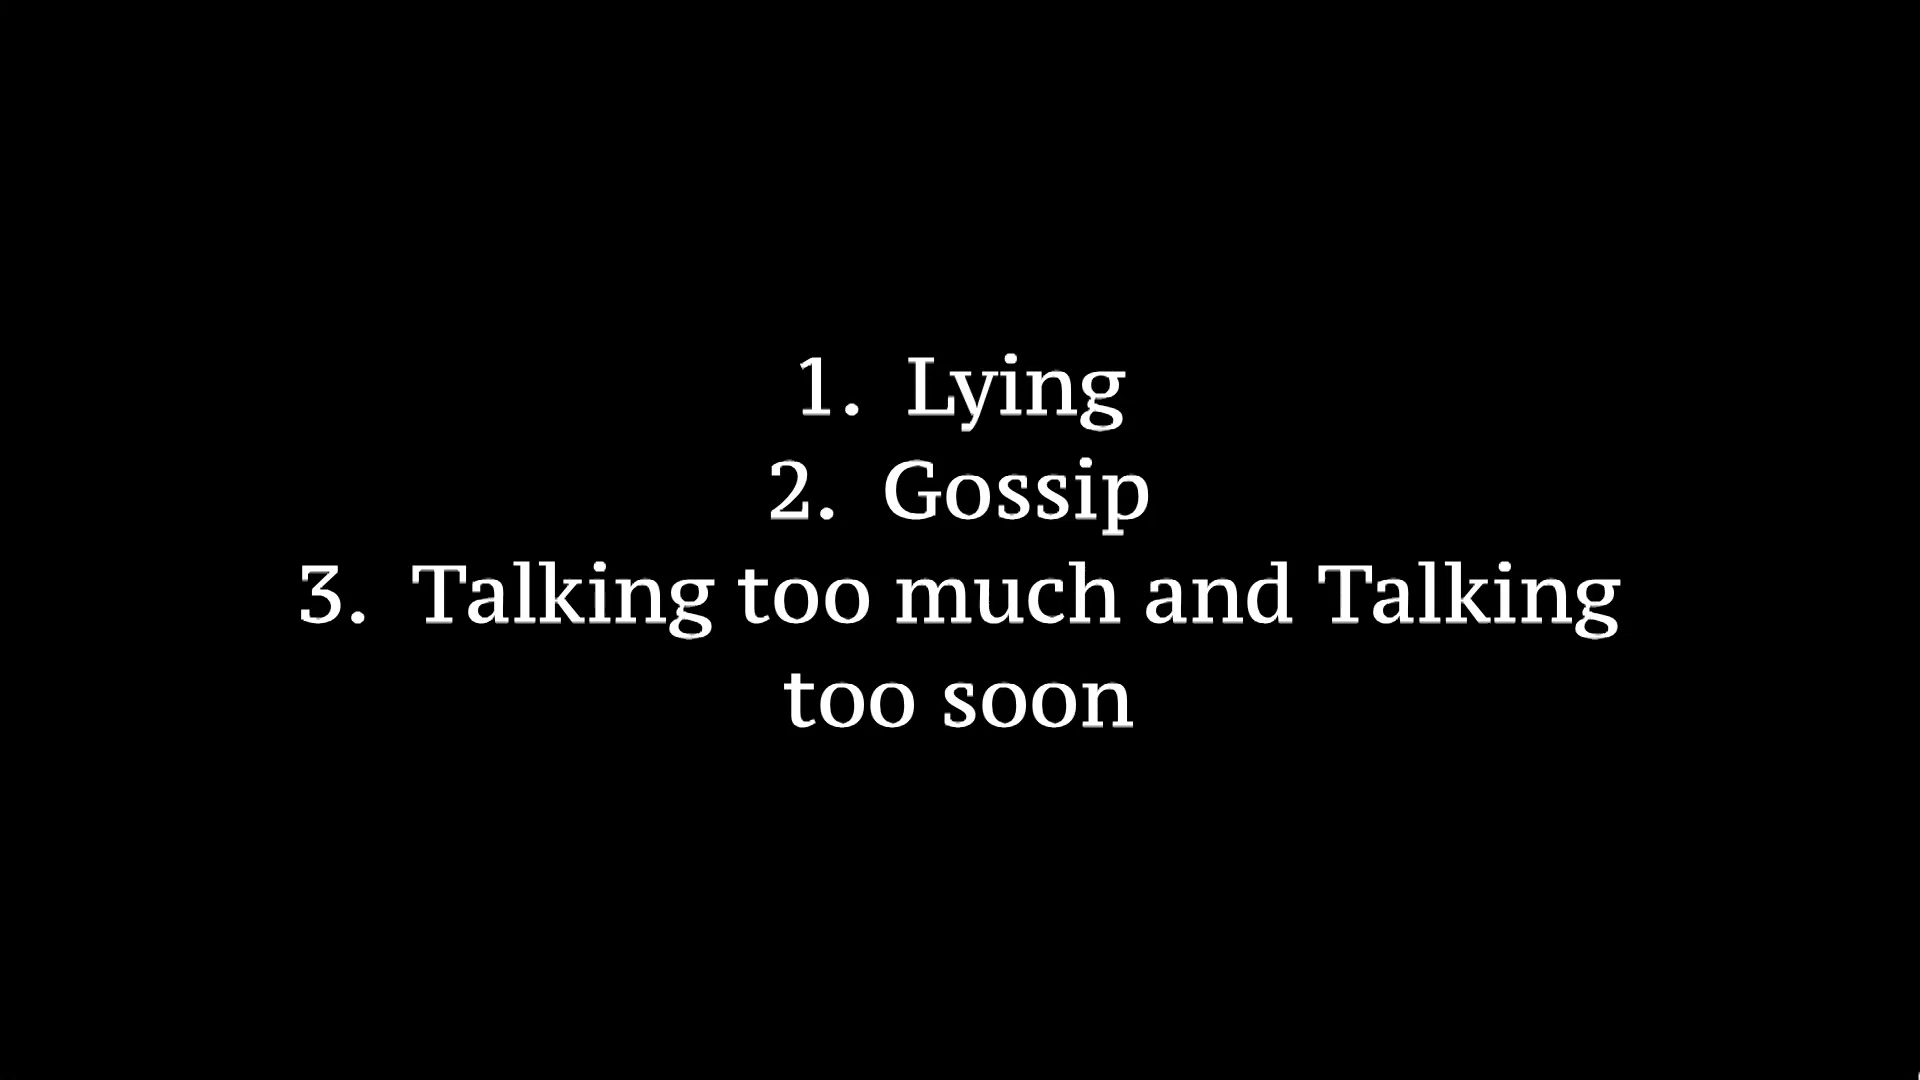 1.  Lying
2.  Gossip
3.  Talking too much and Talking
too soon